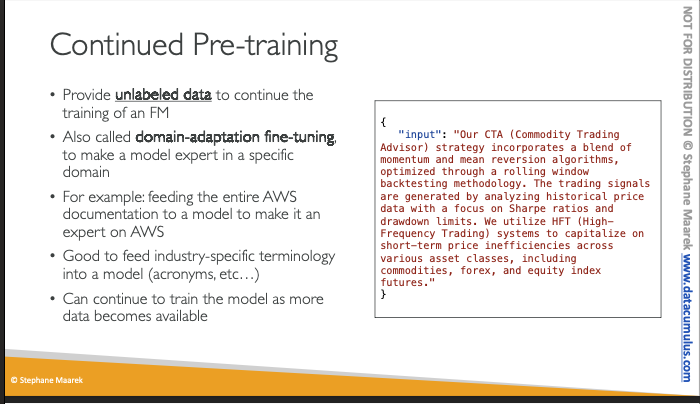 Continued Pre-training
• Provide unlabeled data to continue the
training of an FM
• Also called domain-adaptation fine-tuning,
to make a model expert in a specific
domain
• For example: feeding the entire AWS
documentation to a model to make it an
expert on AWS
• Good to feed industry-specific terminology
into a model (acronyms, etc…)
• Can continue to train the model as more
data becomes available
{
"input": "Our CTA (Commodity Trading
Advisor) strategy incorporates a blend of
momentum and mean reversion algorithms,
optimized through a rolling window
backtesting methodology. The trading signals
are generated by analyzing historical price
data with a focus on Sharpe ratios and
drawdown limits. We utilize HFT (High-
Frequency Trading) systems to capitalize on
short-term price inefficiencies across
various asset classes, including
commodities, forex, and equity index
futures."
}
© Stephane Maarek
NOT FOR DISTRIBUTION © Stephane Maarek www.datacumulus.com